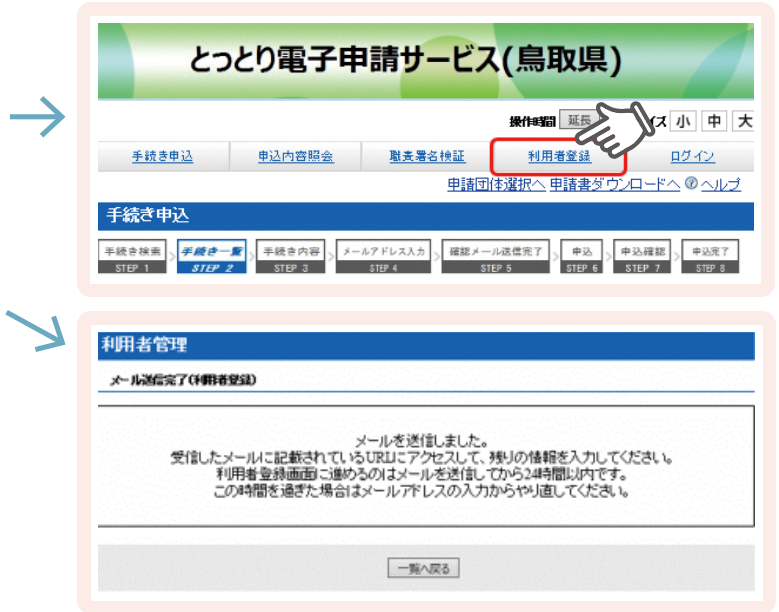 とっとり電子申請サービス(鳥取県)
操作時間 延長 イズ 小 中 大
手続き申込 申込内容照会 職責署名検証 利用者登録 ログイン
申請団体選択へ 申請書ダウンロードへ ? ヘルプ
手続き申込
手続き検索 手続き一覧 手続き内容 メールアドレス入力 確認メール送信完了 申込 申込確認 申込完了
STEP 1 STEP 2 STEP 3 STEP 4 STEP 5 STEP 6 STEP 7 STEP 8
利用者管理
メール送信完了(利用者登録)
メールを送信しました。
受信したメールに記載されているURLにアクセスして、残りの情報を入力してください。
利用者登録画面に進めるのはメールを送信してから24時間以内です。
この時間を過ぎた場合はメールアドレスの入力からやり直してください。
一覧へ戻る